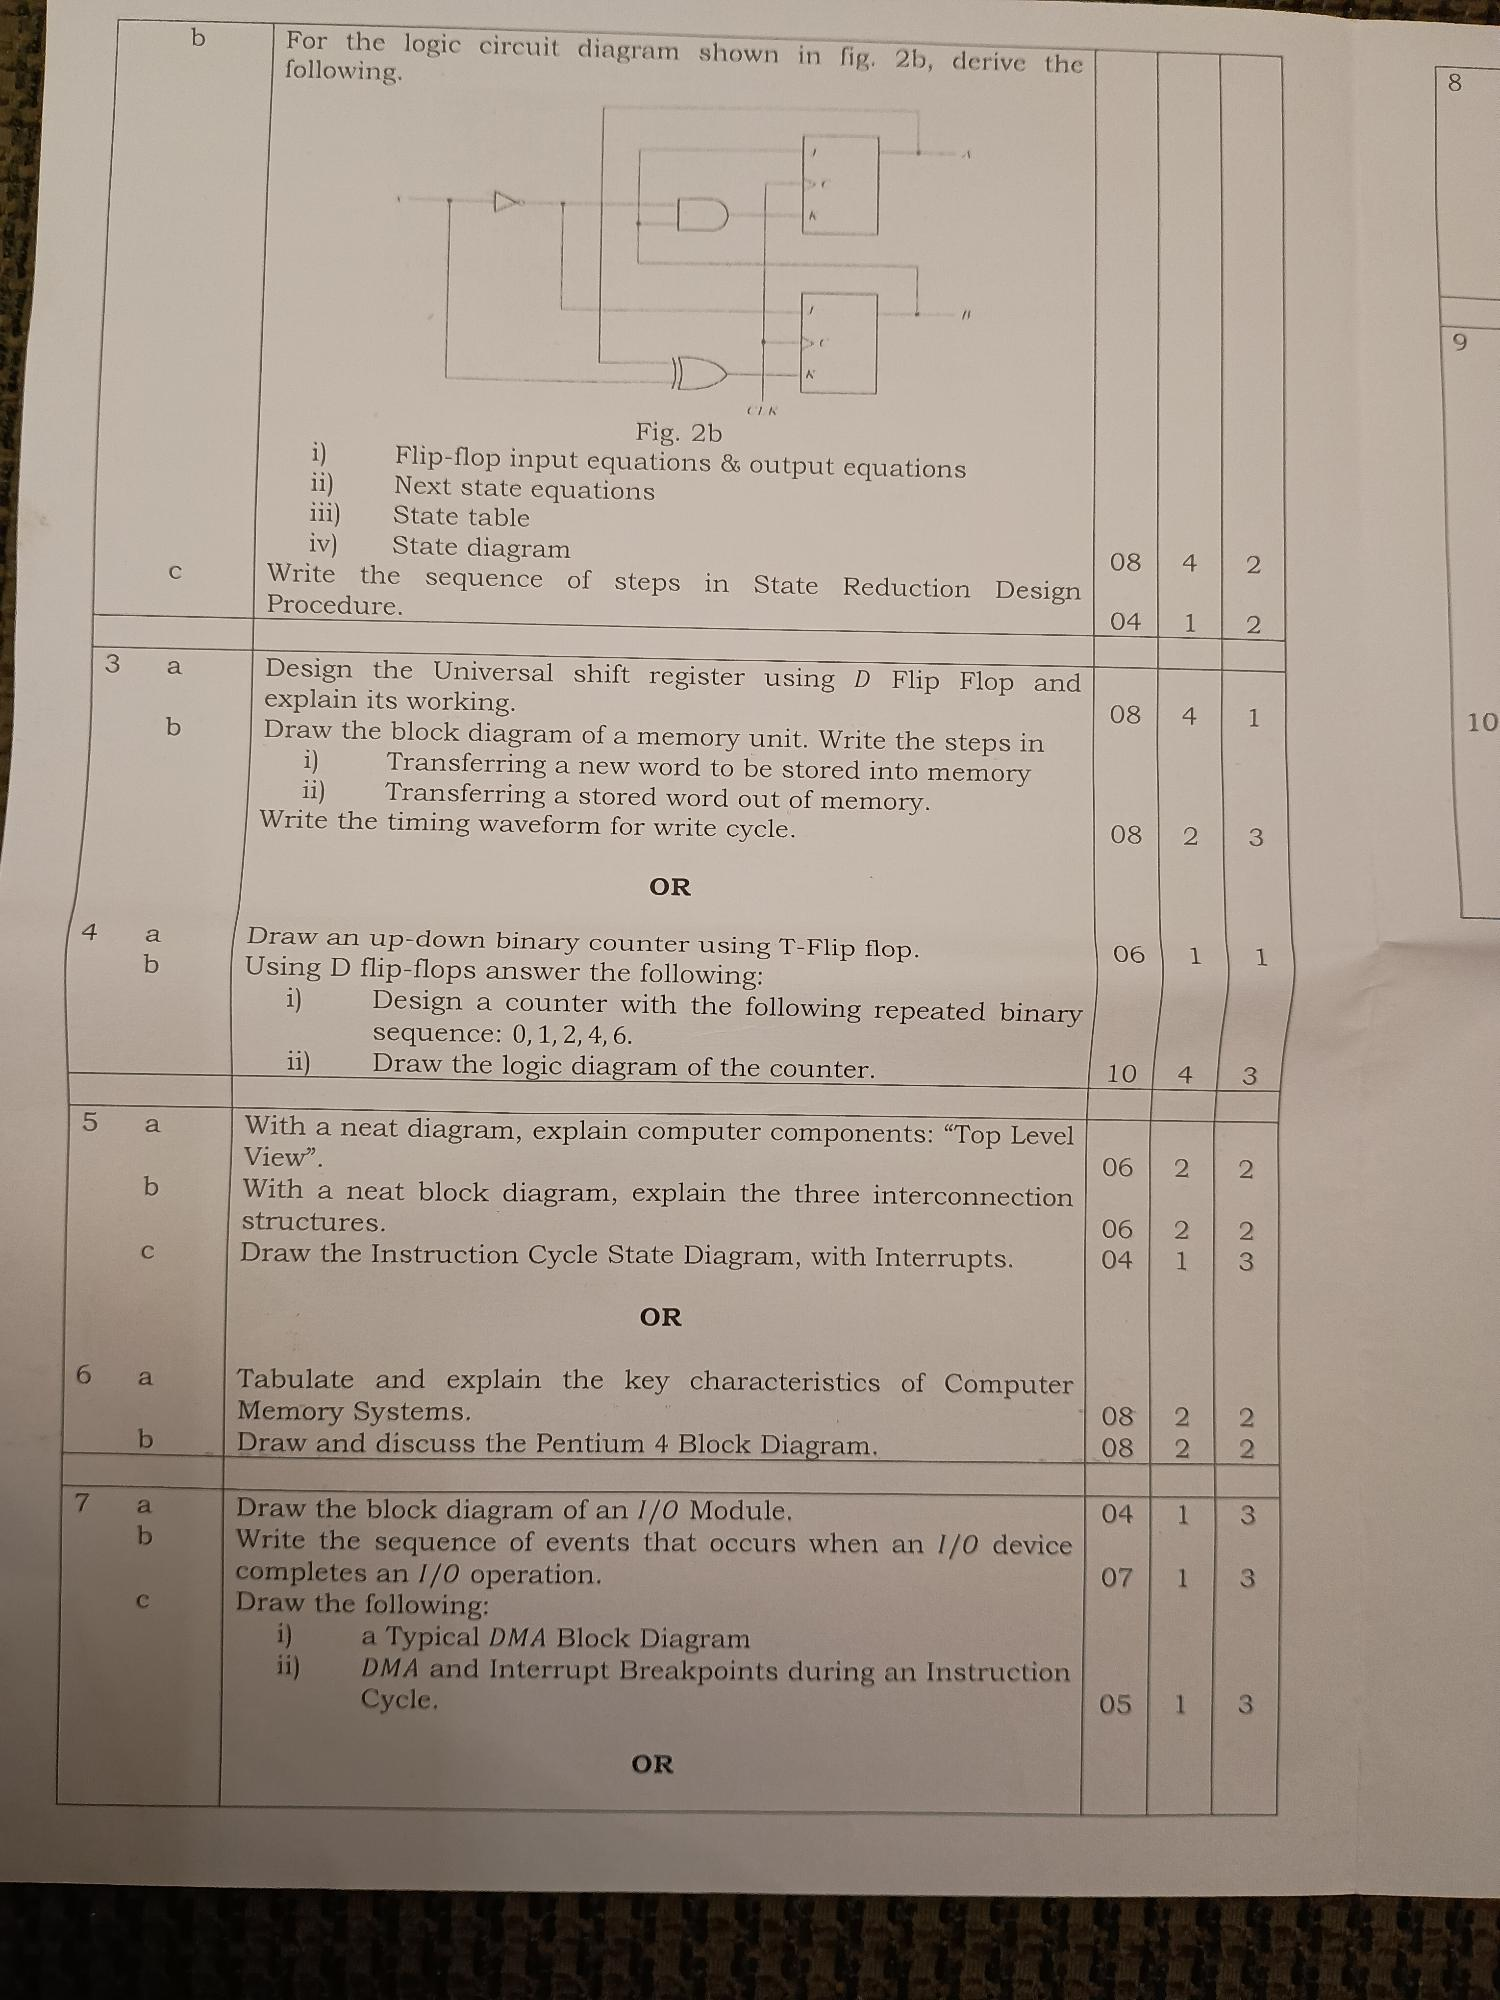 b For the logic circuit diagram shown in fig. 2b, derive the
following.
J
C
K
A
J
C
K
B
CLK
Fig. 2b
i) Flip-flop input equations & output equations
ii) Next state equations
iii) State table
iv) State diagram
08 4 2
c Write the sequence of steps in State Reduction Design
Procedure.
04 1 2
3 a Design the Universal shift register using D Flip Flop and
explain its working.
08 4 1
b Draw the block diagram of a memory unit. Write the steps in
i) Transferring a new word to be stored into memory
ii) Transferring a stored word out of memory.
Write the timing waveform for write cycle.
08 2 3
OR
4 a Draw an up-down binary counter using T-Flip flop. 06 1 1
b Using D flip-flops answer the following:
i) Design a counter with the following repeated binary
sequence: 0, 1, 2, 4, 6.
ii) Draw the logic diagram of the counter. 10 4 3
5 a With a neat diagram, explain computer components: “Top Level
View”.
06 2 2
b With a neat block diagram, explain the three interconnection
structures.
06 2 2
c Draw the Instruction Cycle State Diagram, with Interrupts. 04 1 3
OR
6 a Tabulate and explain the key characteristics of Computer
Memory Systems. 08 2 2
b Draw and discuss the Pentium 4 Block Diagram. 08 2 2
7 a Draw the block diagram of an I/O Module. 04 1 3
b Write the sequence of events that occurs when an I/O device
completes an I/O operation. 07 1 3
c Draw the following:
i) a Typical DMA Block Diagram
ii) DMA and Interrupt Breakpoints during an Instruction
Cycle. 05 1 3
OR
8
9
10